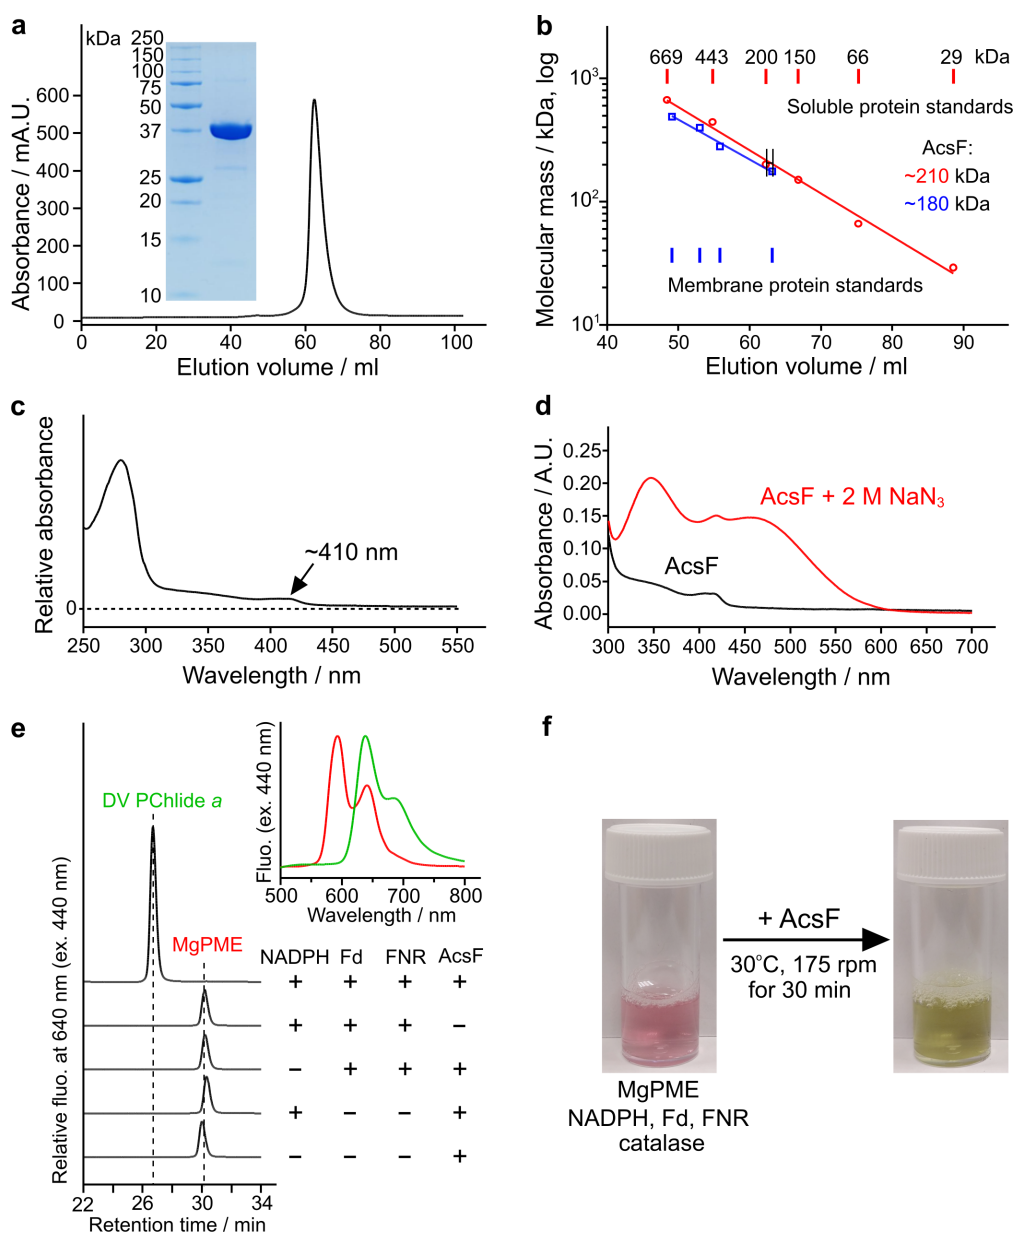 a
kDa
250
150
100
75
50
37
25
20
15
10
Absorbance / mA.U.
600
500
400
300
200
100
0
0 20 40 60 80 100
Elution volume / ml
b
Molecular mass / kDa, log
10³
10²
10¹
669 443 200 150 66 29 kDa
Soluble protein standards
AcsF:
~210 kDa
~180 kDa
Membrane protein standards
40 50 60 70 80 90
Elution volume / ml
c
Relative absorbance
~410 nm
0
250 300 350 400 450 500 550
Wavelength / nm
d
Absorbance / A.U.
0.25
0.20
0.15
0.10
0.05
0.00
AcsF + 2 M NaN₃
AcsF
300 350 400 450 500 550 600 650 700
Wavelength / nm
e
Relative fluo. at 640 nm (ex. 440 nm)
DV PChlide a
MgPME
Fluo. (ex. 440 nm)
500 600 700 800
Wavelength / nm
NADPH Fd FNR AcsF
+ + + +
+ + + −
− + + +
+ − − +
− − − +
22 26 30 34
Retention time / min
f
+ AcsF
30°C, 175 rpm
for 30 min
MgPME
NADPH, Fd, FNR
catalase